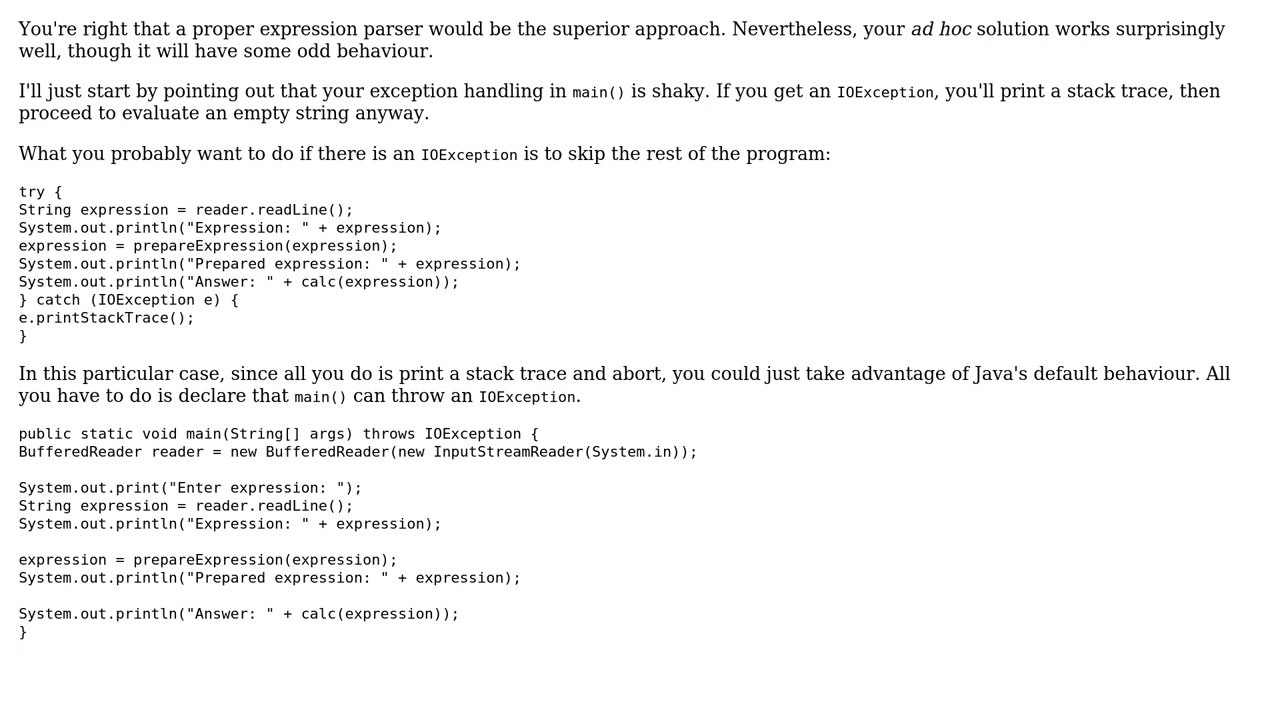 You're right that a proper expression parser would be the superior approach. Nevertheless, your ad hoc solution works surprisingly
well, though it will have some odd behaviour.
I'll just start by pointing out that your exception handling in main() is shaky. If you get an IOException, you'll print a stack trace, then
proceed to evaluate an empty string anyway.
What you probably want to do if there is an IOException is to skip the rest of the program:
try {
String expression = reader.readLine();
System.out.println("Expression: " + expression);
expression = prepareExpression(expression);
System.out.println("Prepared expression: " + expression);
System.out.println("Answer: " + calc(expression));
} catch (IOException e) {
e.printStackTrace();
}
In this particular case, since all you do is print a stack trace and abort, you could just take advantage of Java's default behaviour. All
you have to do is declare that main() can throw an IOException.
public static void main(String[] args) throws IOException {
BufferedReader reader = new BufferedReader(new InputStreamReader(System.in));
System.out.print("Enter expression: ");
String expression = reader.readLine();
System.out.println("Expression: " + expression);
expression = prepareExpression(expression);
System.out.println("Prepared expression: " + expression);
System.out.println("Answer: " + calc(expression));
}